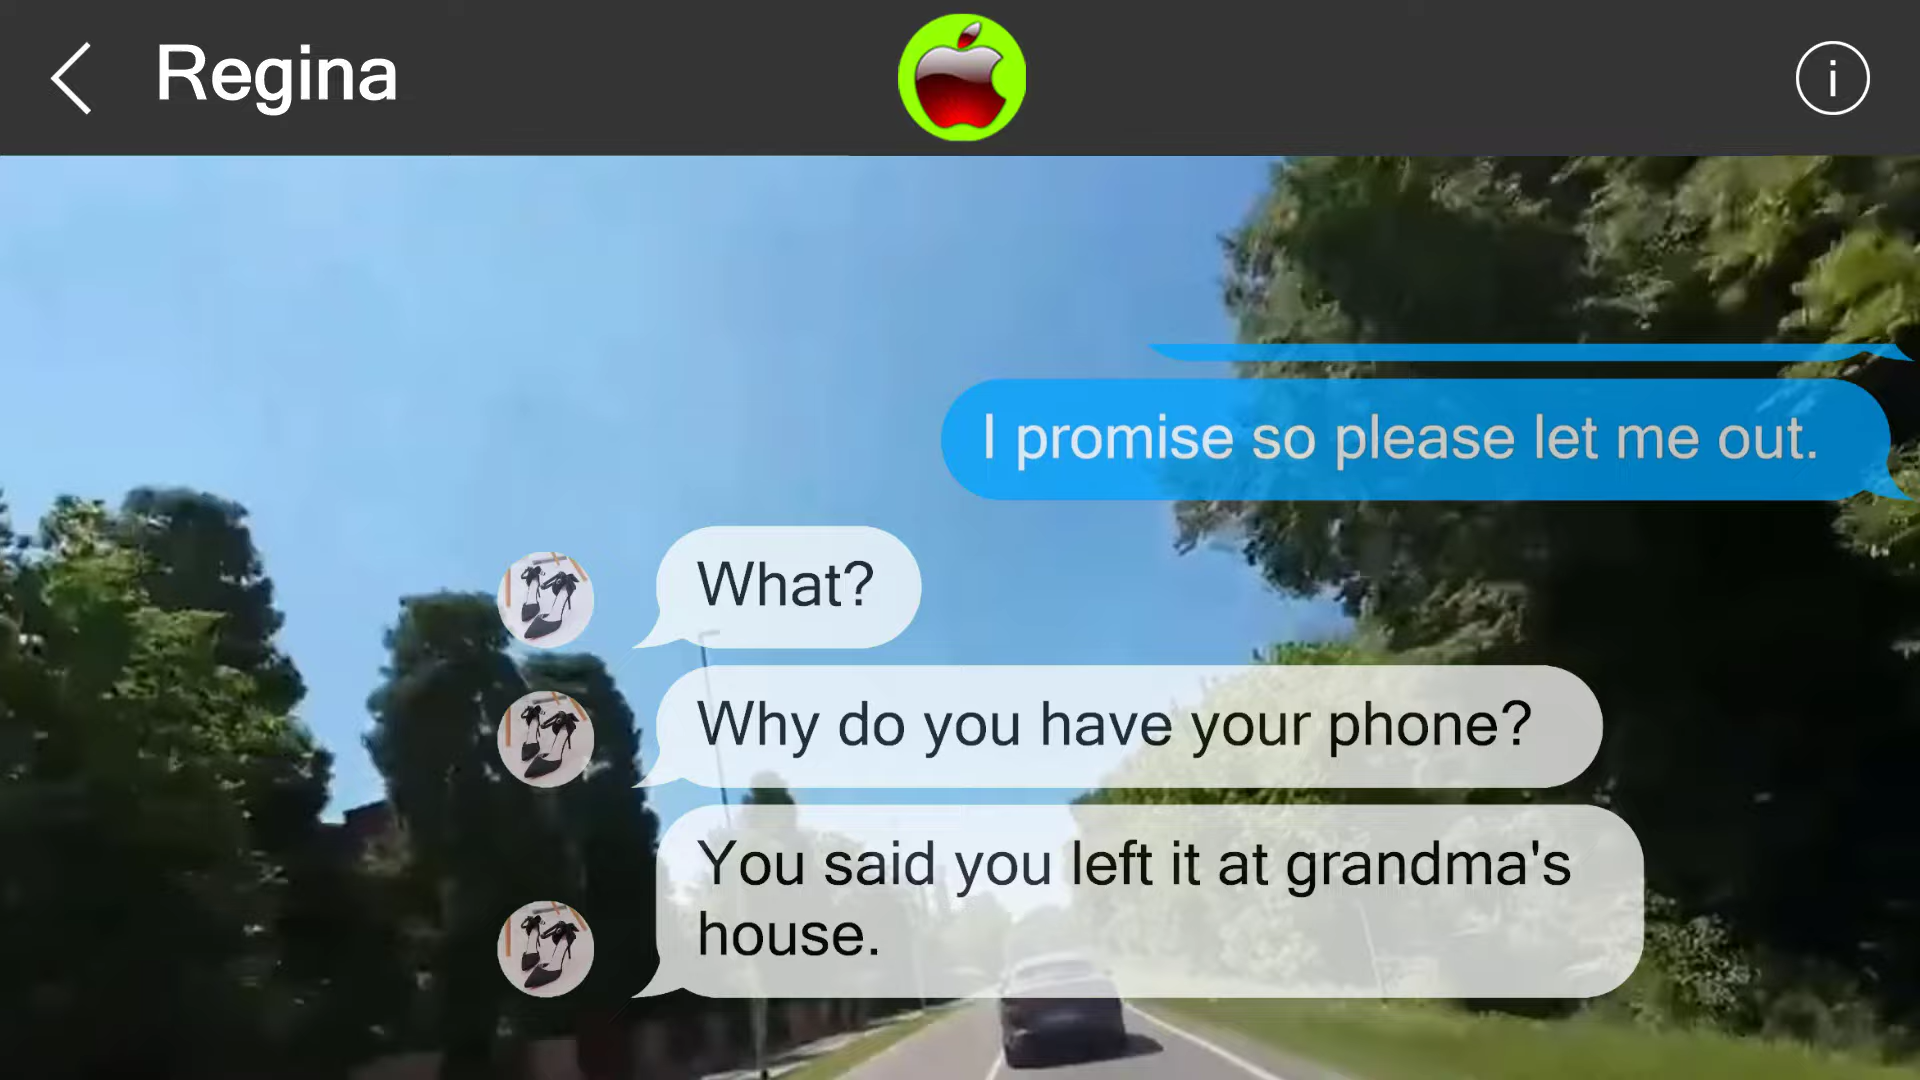 Regina
I promise so please let me out.
What?
Why do you have your phone?
You said you left it at grandma's
house.